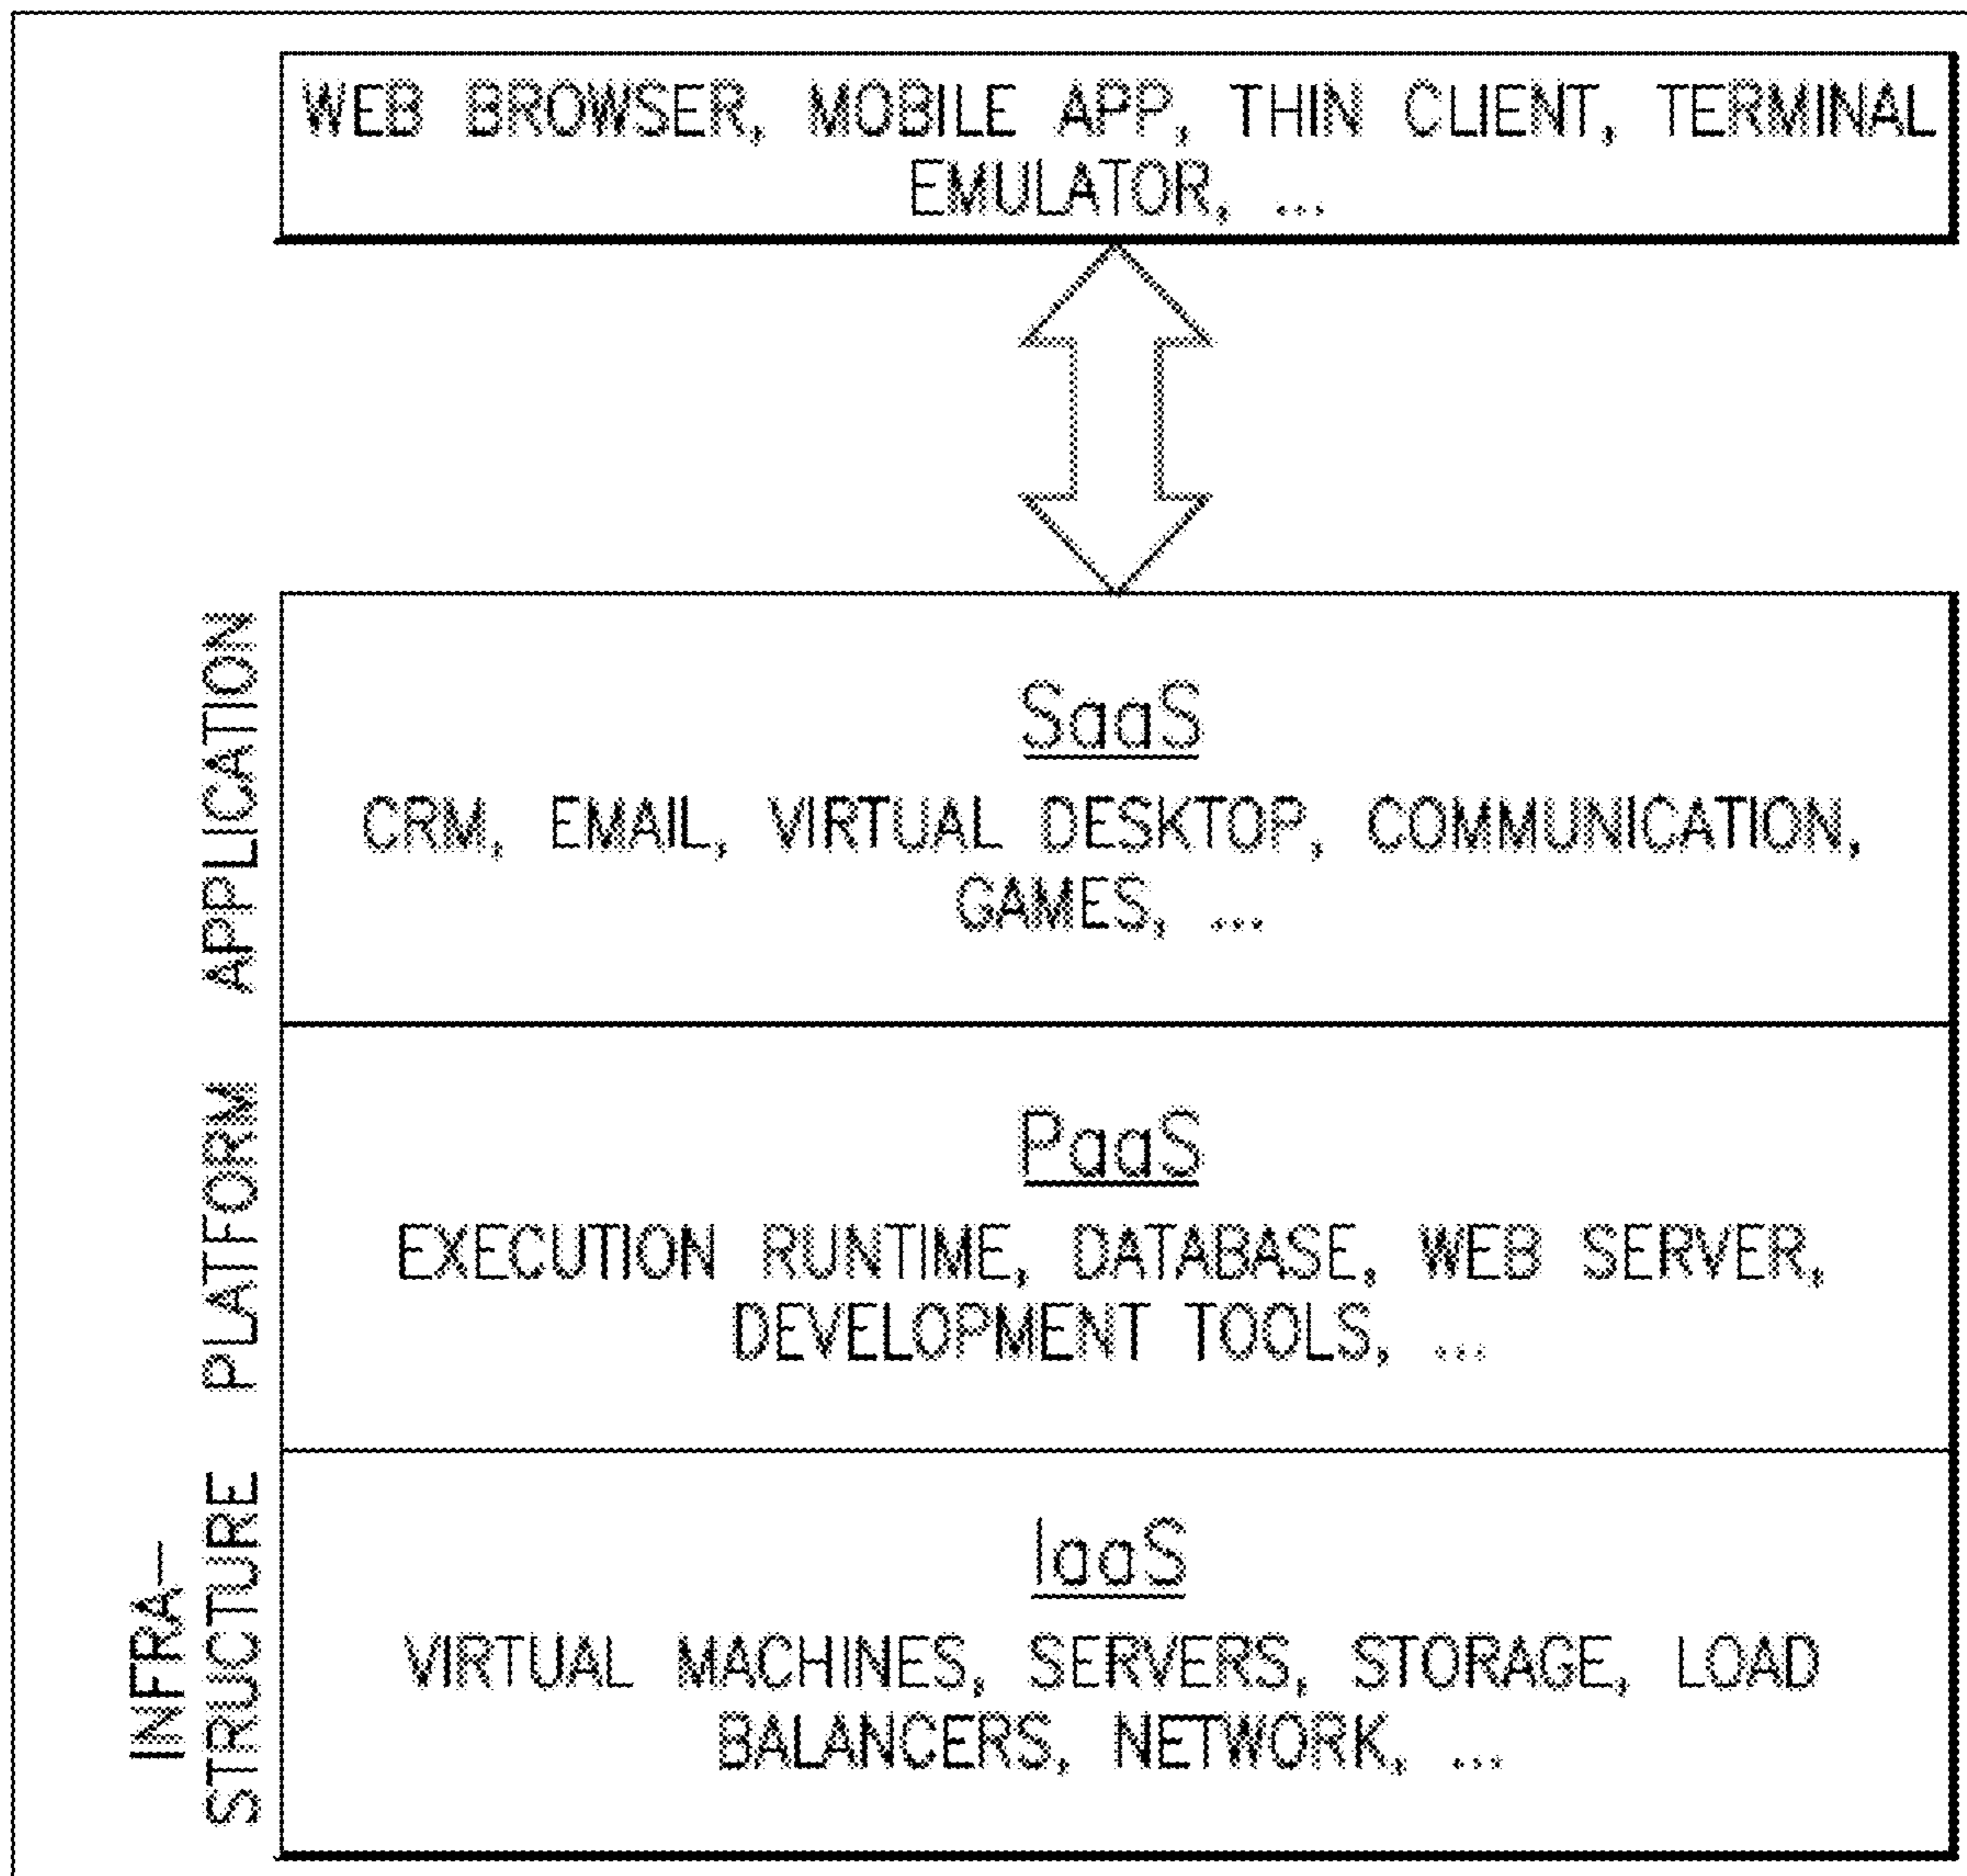 WEB BROWSER, MOBILE APP, THIN CLIENT, TERMINAL
EMULATOR, ...
APPLICATION
SaaS
CRM, EMAIL, VIRTUAL DESKTOP, COMMUNICATION,
GAMES, ...
PLATFORM
PaaS
EXECUTION RUNTIME, DATABASE, WEB SERVER,
DEVELOPMENT TOOLS, ...
INFRA-
STRUCTURE
IaaS
VIRTUAL MACHINES, SERVERS, STORAGE, LOAD
BALANCERS, NETWORK, ...